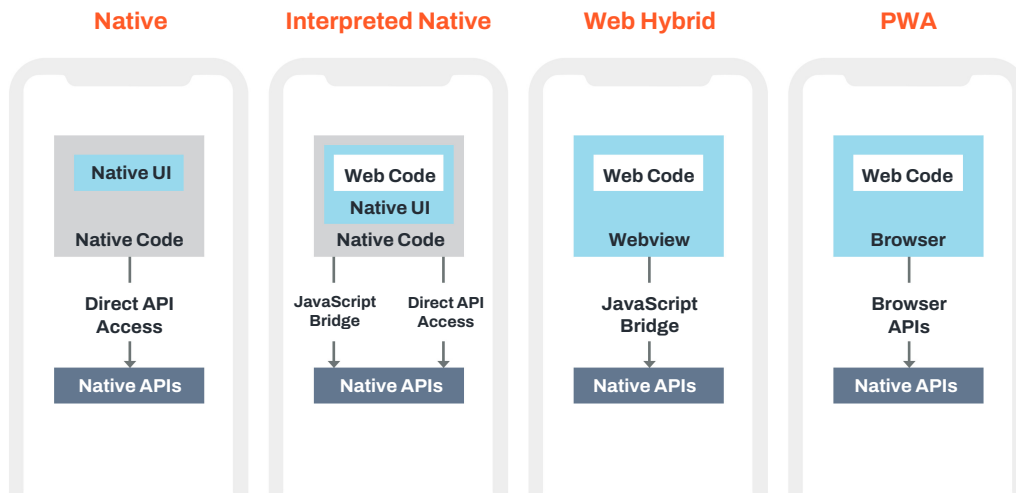 Native
Native UI
Native Code
Direct API
Access
Native APIs
Interpreted Native
Web Code
Native UI
Native Code
JavaScript
Bridge
Direct API
Access
Native APIs
Web Hybrid
Web Code
Webview
JavaScript
Bridge
Native APIs
PWA
Web Code
Browser
Browser
APIs
Native APIs